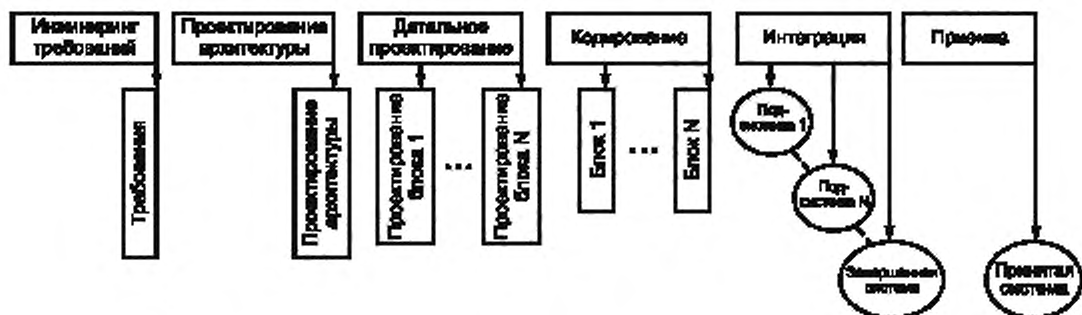 Инжиниринг
требований
Проектирование
архитектуры
Детальное
проектирование
Кодирование
Интеграция
Приемка
Требования
Проектирование
архитектуры
Проектирование
блока 1
...
Проектирование
блока N
Блок 1
...
Блок N
Под-
система 1
Под-
система N
Завершенная
система
Принятая
система